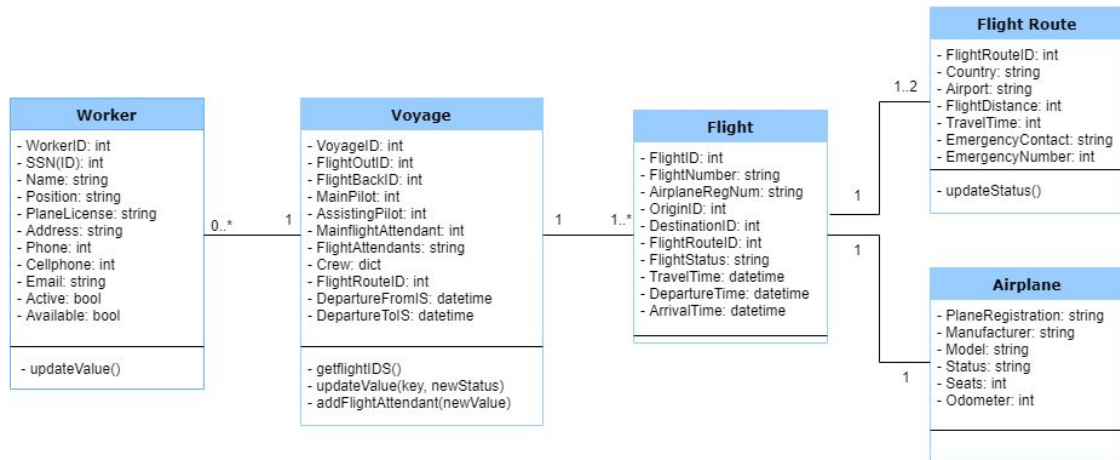 Worker
- WorkerID: int
- SSN(ID): int
- Name: string
- Position: string
- PlaneLicense: string
- Address: string
- Phone: int
- Cellphone: int
- Email: string
- Active: bool
- Available: bool
- updateValue()
0..*
1
Voyage
- VoyageID: int
- FlightOutID: int
- FlightBackID: int
- MainPilot: int
- AssistingPilot: int
- MainflightAttendant: int
- FlightAttendants: string
- Crew: dict
- FlightRouteID: int
- DepartureFromIS: datetime
- DepartureToIS: datetime
- getflightIDS()
- updateValue(key, newStatus)
- addFlightAttendant(newValue)
1
1..*
Flight
- FlightID: int
- FlightNumber: string
- AirplaneRegNum: string
- OriginID: int
- DestinationID: int
- FlightRouteID: int
- FlightStatus: string
- TravelTime: datetime
- DepartureTime: datetime
- ArrivalTime: datetime
1
1..2
1
1
Flight Route
- FlightRouteID: int
- Country: string
- Airport: string
- FlightDistance: int
- TravelTime: int
- EmergencyContact: string
- EmergencyNumber: int
- updateStatus()
Airplane
- PlaneRegistration: string
- Manufacturer: string
- Model: string
- Status: string
- Seats: int
- Odometer: int